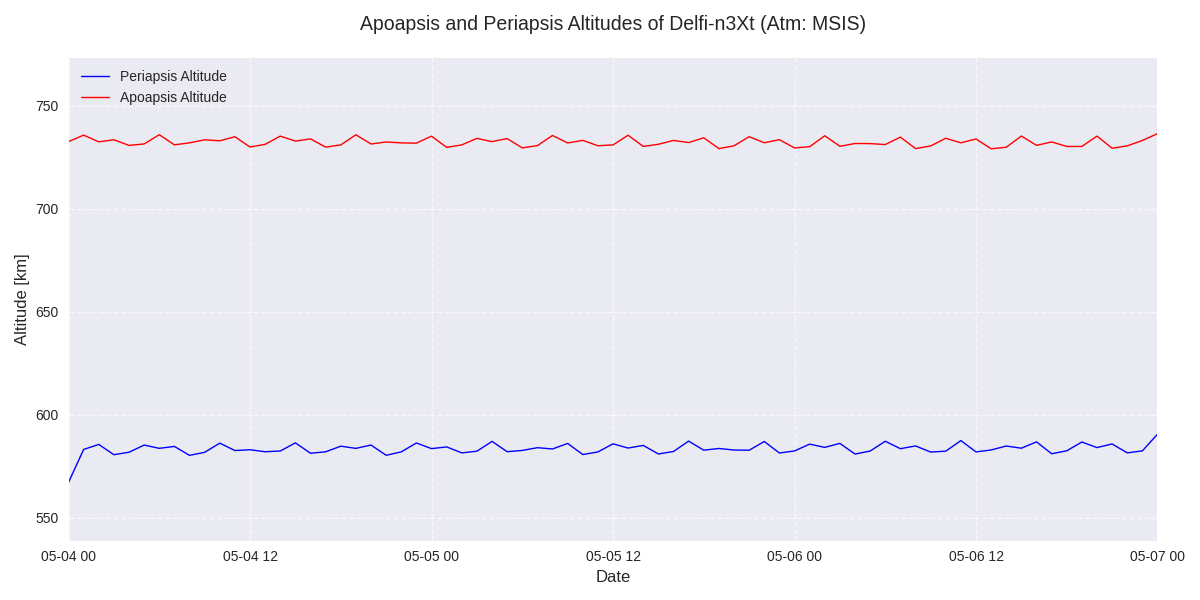 Apoapsis and Periapsis Altitudes of Delfi-n3Xt (Atm: MSIS)
Periapsis Altitude
Apoapsis Altitude
Altitude [km]
750
700
650
600
550
05-04 00
05-04 12
05-05 00
05-05 12
05-06 00
05-06 12
05-07 00
Date